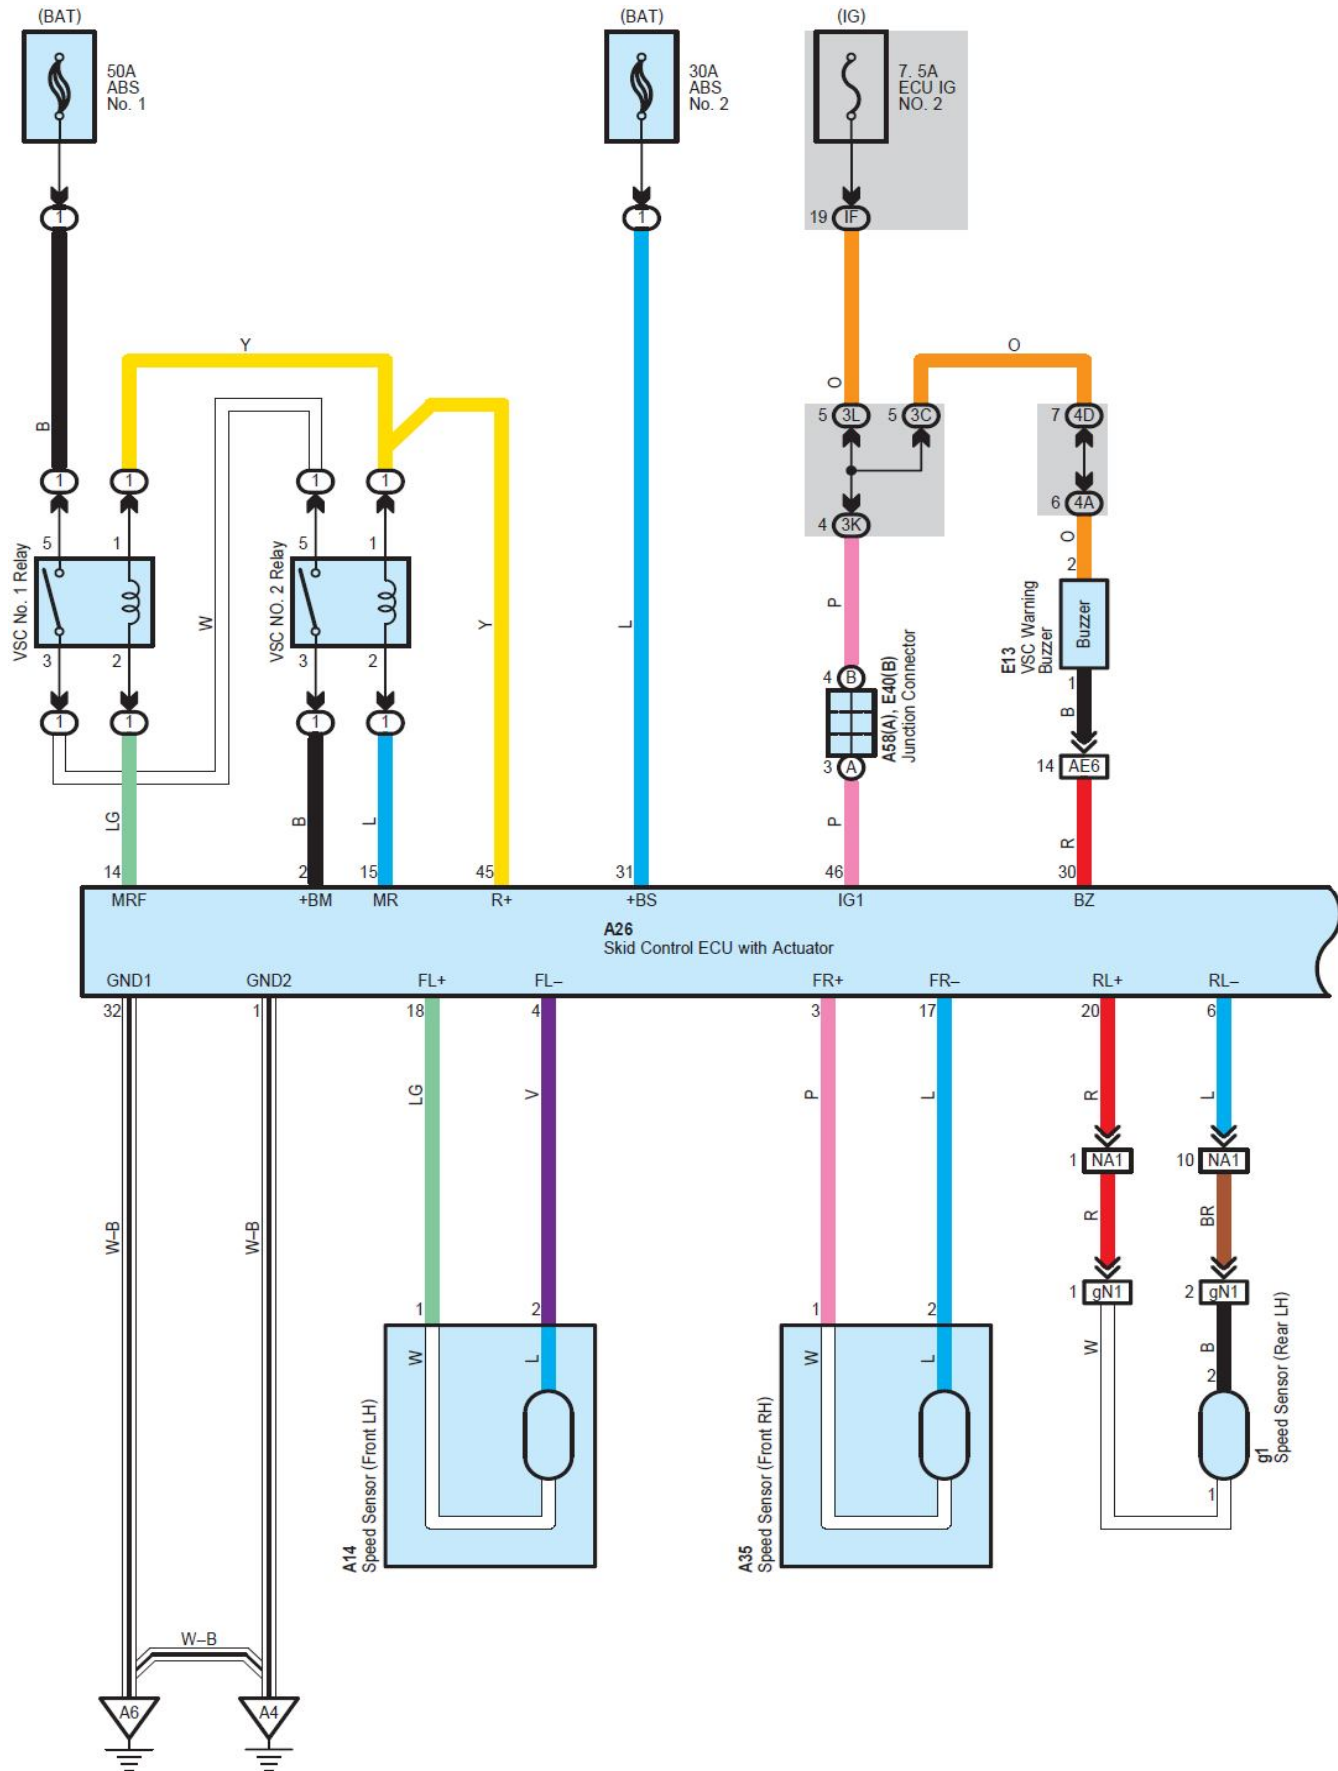 (BAT)
(BAT)
(IG)
50A
ABS
No. 1
30A
ABS
No. 2
7. 5A
ECU IG
NO. 2
1
1
19 IF
Y
O
B
O
5 3L
5 3C
7 4D
1
1
1
1
6 4A
4 3K
O
5
1
5
1
2
VSC No. 1 Relay
VSC NO. 2 Relay
W
Y
L
P
E13
VSC Warning
Buzzer
Buzzer
3
2
3
2
4 B
1
A58(A), E40(B)
Junction Connector
B
1
1
1
1
3 A
14 AE6
LG
B
L
P
R
14
2
15
45
31
46
30
MRF
+BM
MR
R+
+BS
IG1
BZ
A26
Skid Control ECU with Actuator
GND1
GND2
FL+
FL–
FR+
FR–
RL+
RL–
32
1
18
4
3
17
20
6
LG
V
P
L
R
L
1 NA1
10 NA1
W–B
W–B
R
BR
1 gN1
2 gN1
1
2
1
2
W
L
W
L
W
B
2
A14
Speed Sensor (Front LH)
A35
Speed Sensor (Front RH)
g1
Speed Sensor (Rear LH)
1
W–B
A6
A4